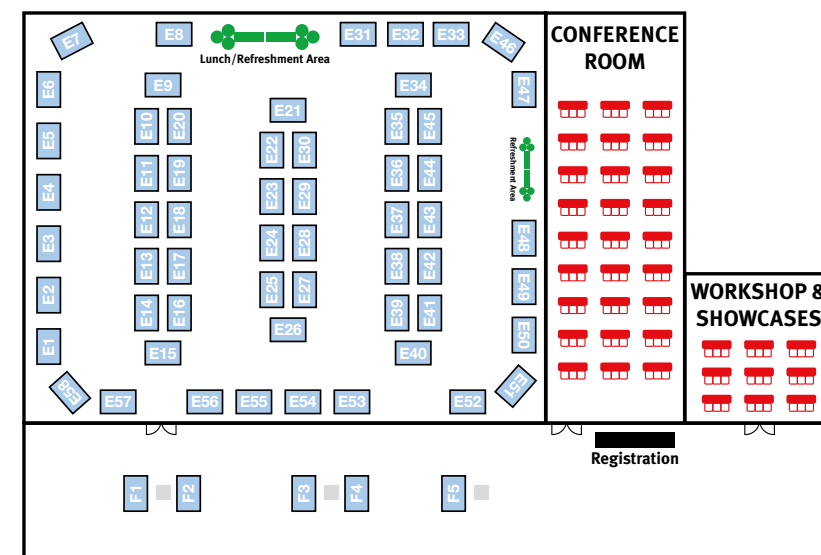 E7
E8
Lunch/Refreshment Area
E31
E32
E33
E46
CONFERENCE
ROOM
E6
E9
E21
E34
E47
E10
E20
E22
E30
E35
E45
E5
E11
E19
E23
E29
E36
E44
Refreshment Area
E4
E12
E18
E24
E28
E37
E43
E3
E13
E17
E25
E27
E38
E42
E48
E2
E14
E16
E26
E39
E41
E49
E1
E15
E40
E50
WORKSHOP &
SHOWCASES
E58
E57
E56
E55
E54
E53
E52
E51
Registration
F1
F2
F3
F4
F5